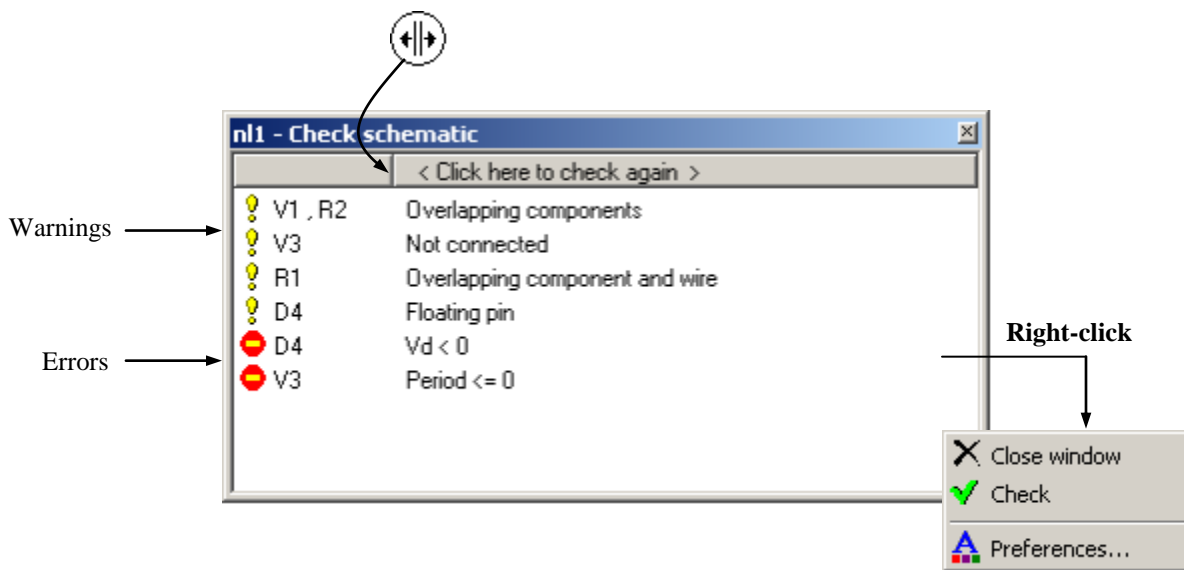 nl1 - Check schematic
< Click here to check again >
Warnings
V1 , R2 Overlapping components
V3 Not connected
R1 Overlapping component and wire
D4 Floating pin
Errors
D4 Vd < 0
V3 Period <= 0
Right-click
Close window
Check
Preferences...